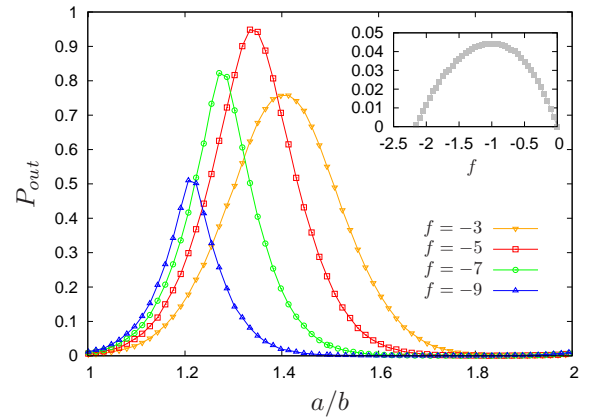 1
0.9
0.8
0.7
0.6
0.5
0.4
0.3
0.2
0.1
0
P_out
1 1.2 1.4 1.6 1.8 2
a/b
0.05
0.04
0.03
0.02
0.01
0
-2.5 -2 -1.5 -1 -0.5 0
f
f = −3
f = −5
f = −7
f = −9